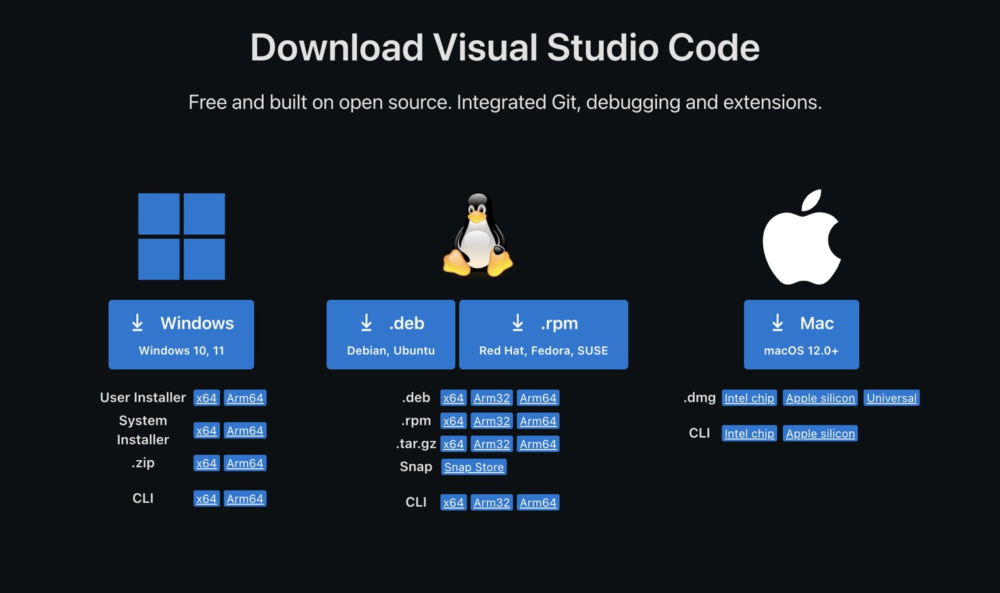 Download Visual Studio Code
Free and built on open source. Integrated Git, debugging and extensions.
Windows
Windows 10, 11
User Installer x64 Arm64
System
Installer x64 Arm64
.zip x64 Arm64
CLI x64 Arm64
.deb
Debian, Ubuntu
.rpm
Red Hat, Fedora, SUSE
.deb x64 Arm32 Arm64
.rpm x64 Arm32 Arm64
.tar.gz x64 Arm32 Arm64
Snap Snap Store
CLI x64 Arm32 Arm64
Mac
macOS 12.0+
.dmg Intel chip Apple silicon Universal
CLI Intel chip Apple silicon